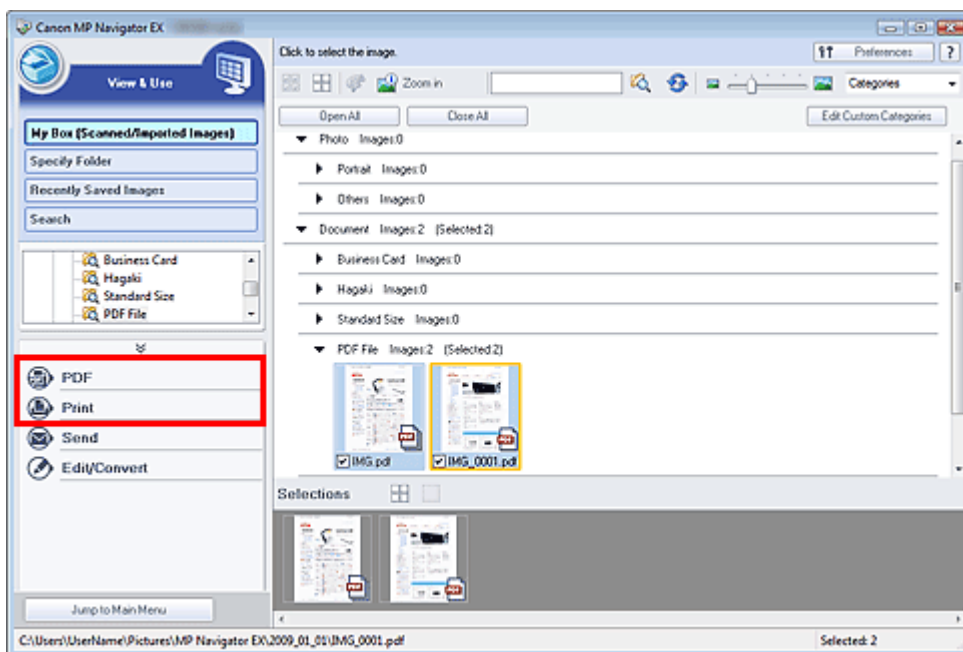 Canon MP Navigator EX
View & Use
My Box (Scanned/Imported Images)
Specify Folder
Recently Saved Images
Search
Business Card
Hagaki
Standard Size
PDF File
PDF
Print
Send
Edit/Convert
Jump to Main Menu
Click to select the image.
Preferences
?
Zoom in
Categories
Open All
Close All
Edit Custom Categories
Photo Images:0
Portrait Images:0
Others Images:0
Document Images:2 (Selected:2)
Business Card Images:0
Hagaki Images:0
Standard Size Images:0
PDF File Images:2 (Selected:2)
PDF
PDF
IMG.pdf
IMG_0001.pdf
Selections
PDF
PDF
C:\Users\UserName\Pictures\MP Navigator EX\2009_01_01\IMG_0001.pdf
Selected: 2